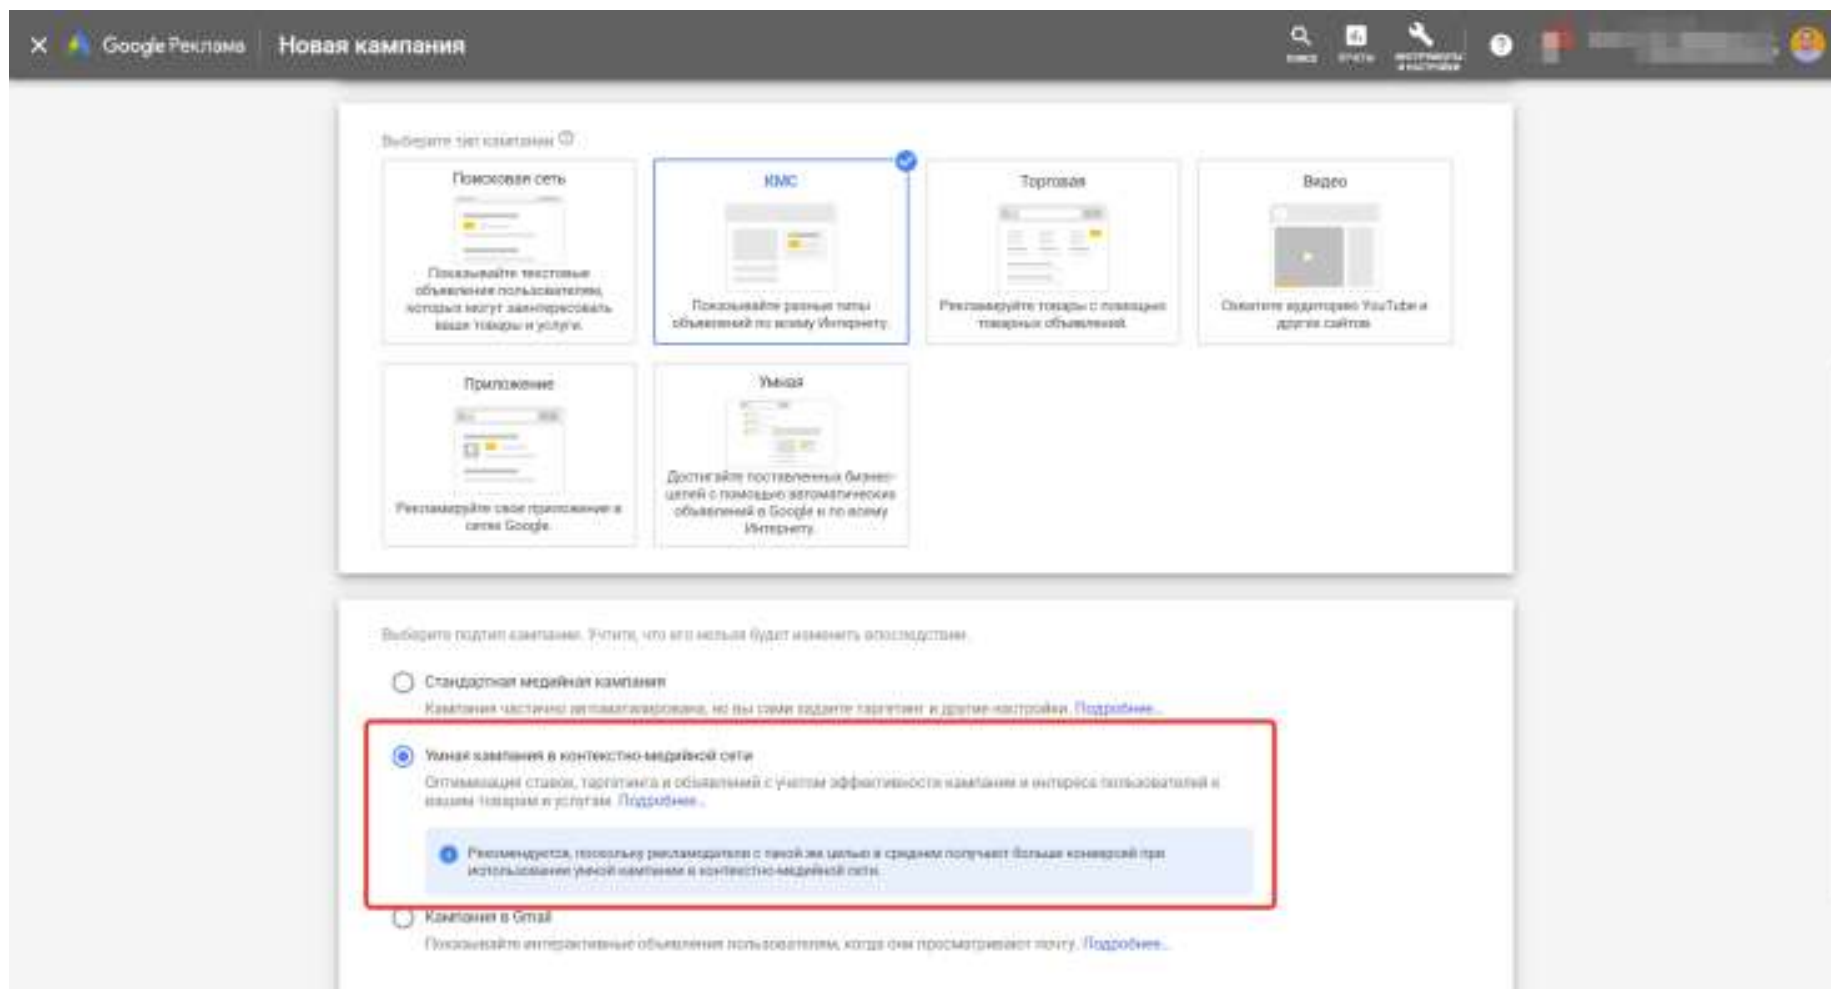 Google Реклама
Новая кампания
ПОИСК
ОТЧЕТЫ
ИНСТРУМЕНТЫ
И НАСТРОЙКИ
Выберите тип кампании
Поисковая сеть
Показывайте текстовые
объявления пользователям,
которых могут заинтересовать
ваши товары и услуги.
КМС
Показывайте разные типы
объявлений по всему Интернету.
Торговая
Рекламируйте товары с помощью
товарных объявлений.
Видео
Охватите аудиторию YouTube и
других сайтов
Приложение
Рекламируйте свое приложение в
сетях Google.
Умная
Достигайте поставленных бизнес-
целей с помощью автоматических
объявлений в Google и по всему
Интернету.
Выберите подтип кампании. Учтите, что его нельзя будет изменить впоследствии.
Стандартная медийная кампания
Кампания частично автоматизирована, но вы сами задаете таргетинг и другие настройки. Подробнее…
Умная кампания в контекстно-медийной сети
Оптимизация ставок, таргетинга и объявлений с учетом эффективности кампании и интереса пользователей к
вашим товарам и услугам. Подробнее…
Рекомендуется, поскольку рекламодатели с такой же целью в среднем получают больше конверсий при
использовании умной кампании в контекстно-медийной сети.
Кампания в Gmail
Показывайте интерактивные объявления пользователям, когда они просматривают почту. Подробнее…